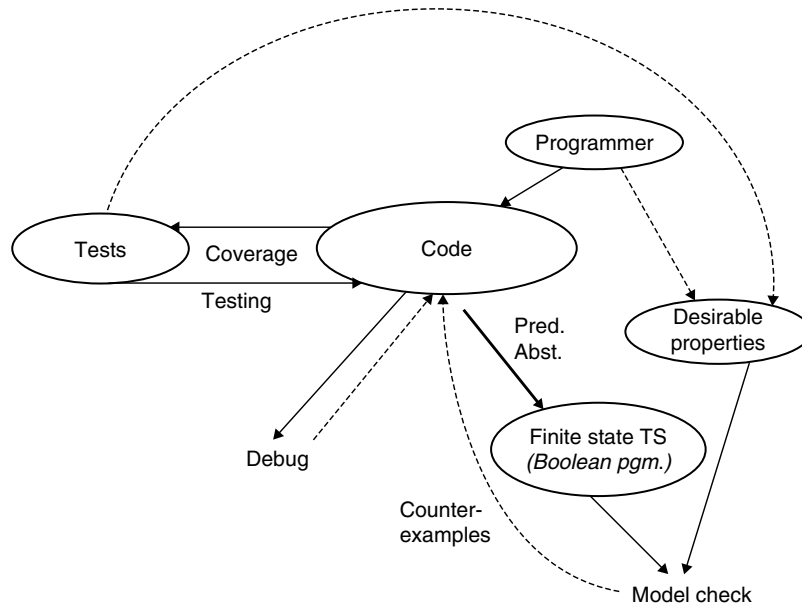 Programmer
Tests
Coverage
Code
Testing
Pred.
Abst.
Desirable
properties
Debug
Finite state TS
(Boolean pgm.)
Counter-
examples
Model check